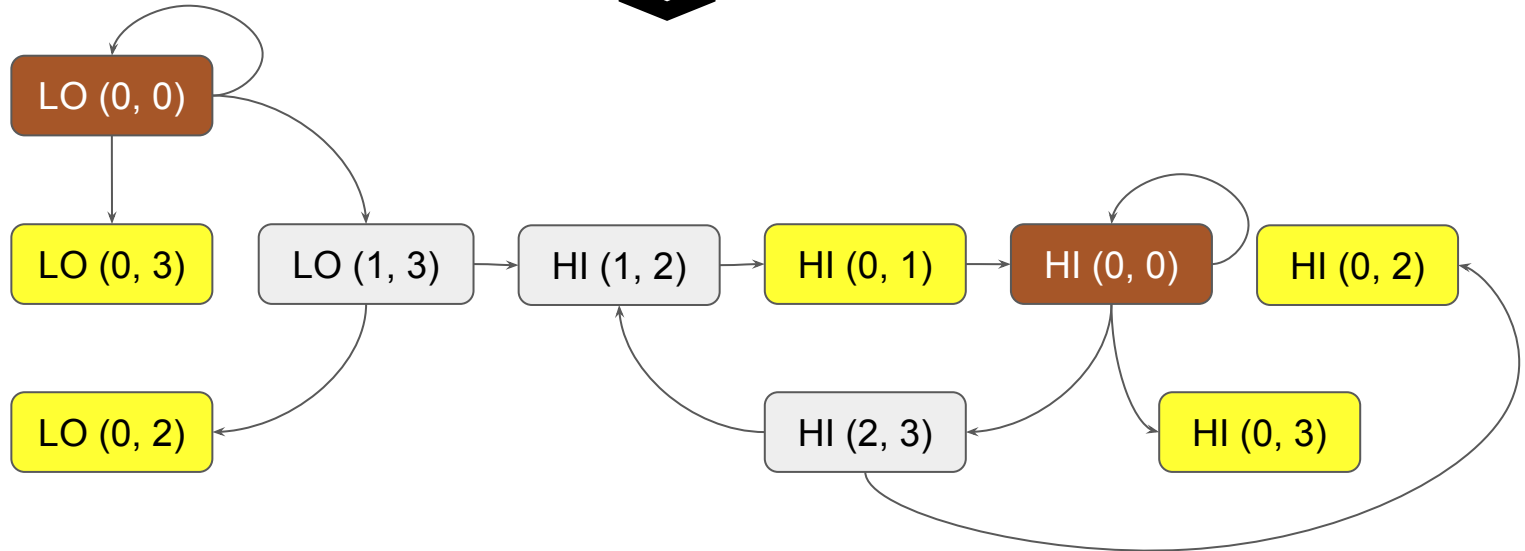 LO (0, 0)
LO (0, 3)
LO (1, 3)
HI (1, 2)
HI (0, 1)
HI (0, 0)
HI (0, 2)
LO (0, 2)
HI (2, 3)
HI (0, 3)